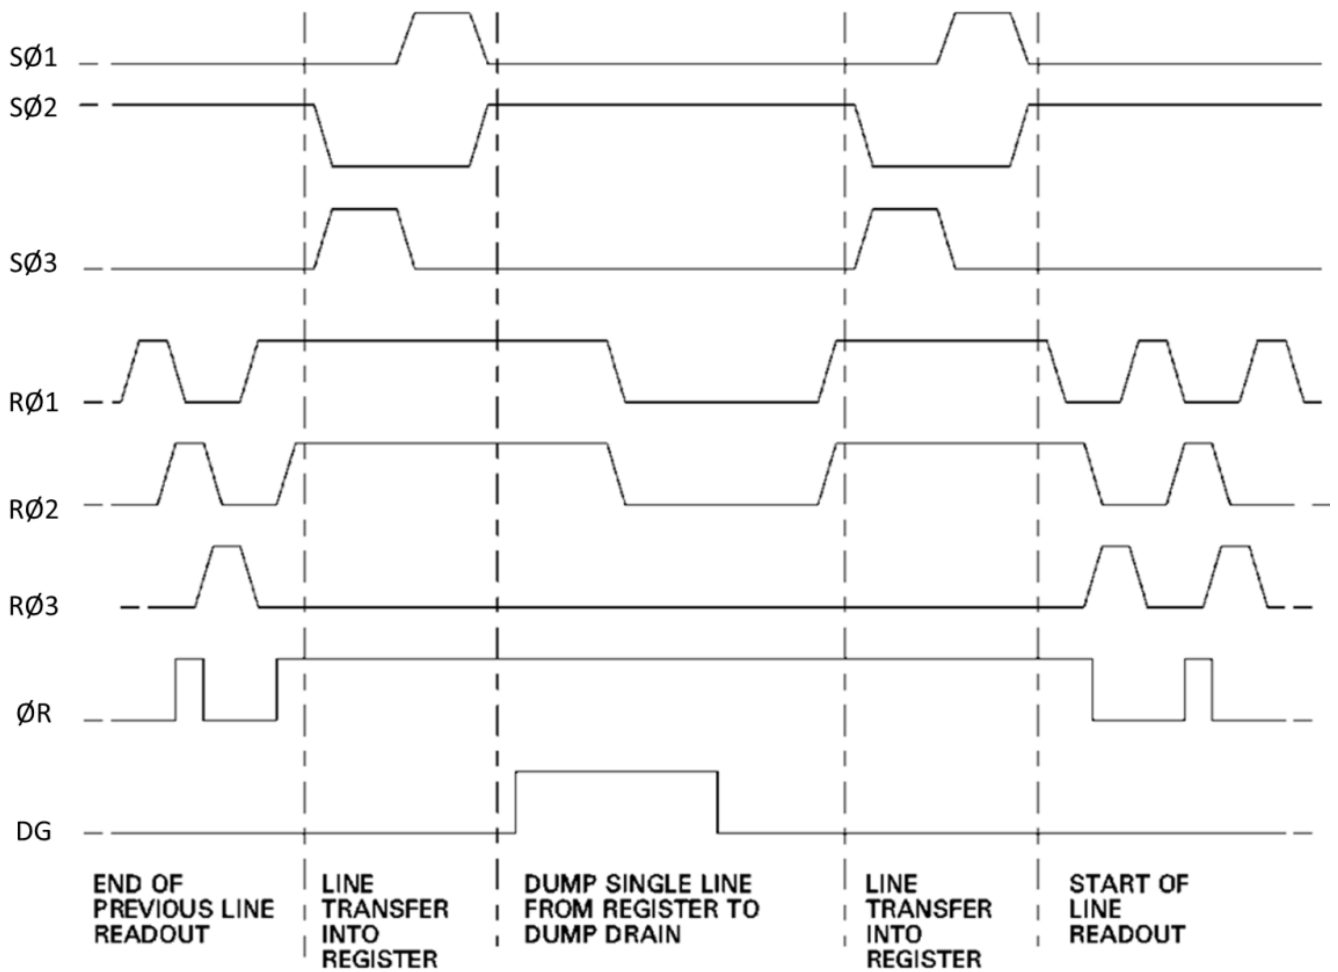 SØ1
SØ2
SØ3
RØ1
RØ2
RØ3
ØR
DG
END OF
PREVIOUS LINE
READOUT
LINE
TRANSFER
INTO
REGISTER
DUMP SINGLE LINE
FROM REGISTER TO
DUMP DRAIN
LINE
TRANSFER
INTO
REGISTER
START OF
LINE
READOUT